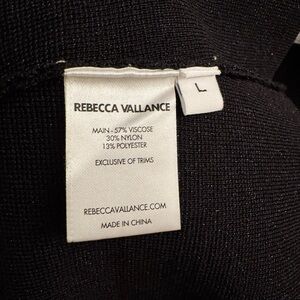 REBECCA VALLANCE
L
MAIN - 57% VISCOSE
30% NYLON
13% POLYESTER
EXCLUSIVE OF TRIMS
REBECCAVALLANCE.COM
MADE IN CHINA